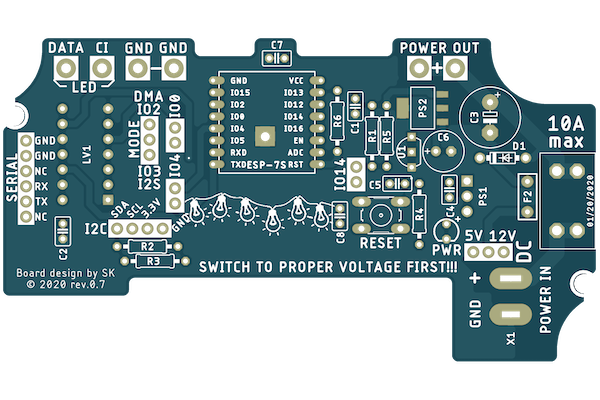 DATA CI GND GND
LED
C7
POWER OUT
DMA
IO2
IO0
MODE
IO3
I2S
IO4
GND VCC
IO15 IO13
IO2 IO12
IO0 IO14
IO4 IO16
IO5 EN
RXD ADC
TXD ESP-7S RST
R6
C1
R1
R5
PS2
U1
C6
C3
D1
10A
max
01/20/2020
F2
SERIAL
GND
GND
NC
RX
TX
NC
LV1
IO14
C5
C4
PS1
R4
C8
RESET
PWR
5V 12V
DC
I2C
SDA
SCL
3.3V
GND
C2
R2
R3
SWITCH TO PROPER VOLTAGE FIRST!!!
Board design by SK
© 2020 rev.0.7
+
GND
X1
POWER IN